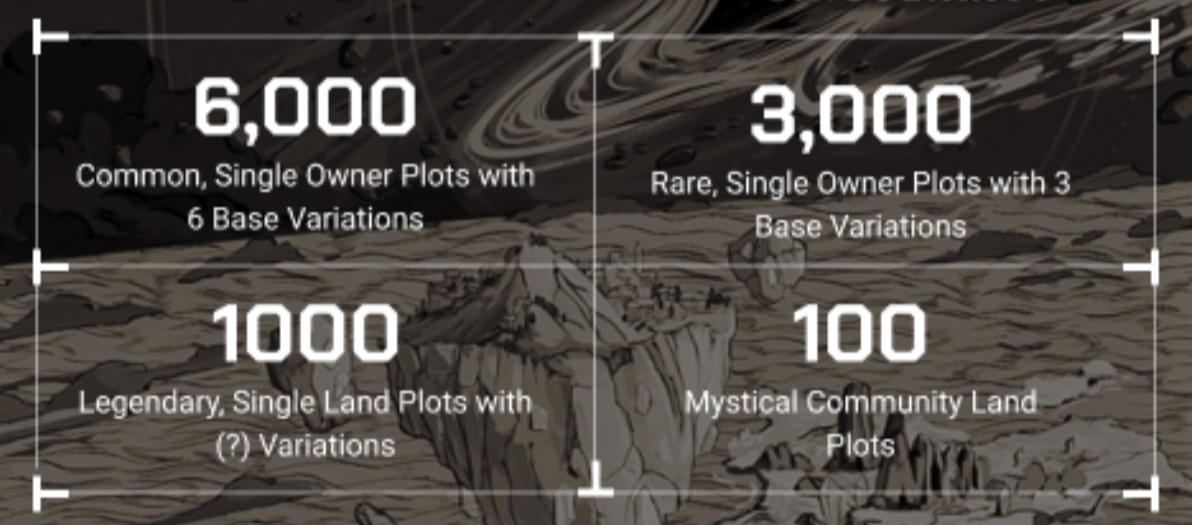 6,000
Common, Single Owner Plots with
6 Base Variations
3,000
Rare, Single Owner Plots with 3
Base Variations
1000
Legendary, Single Land Plots with
(?) Variations
100
Mystical Community Land
Plots